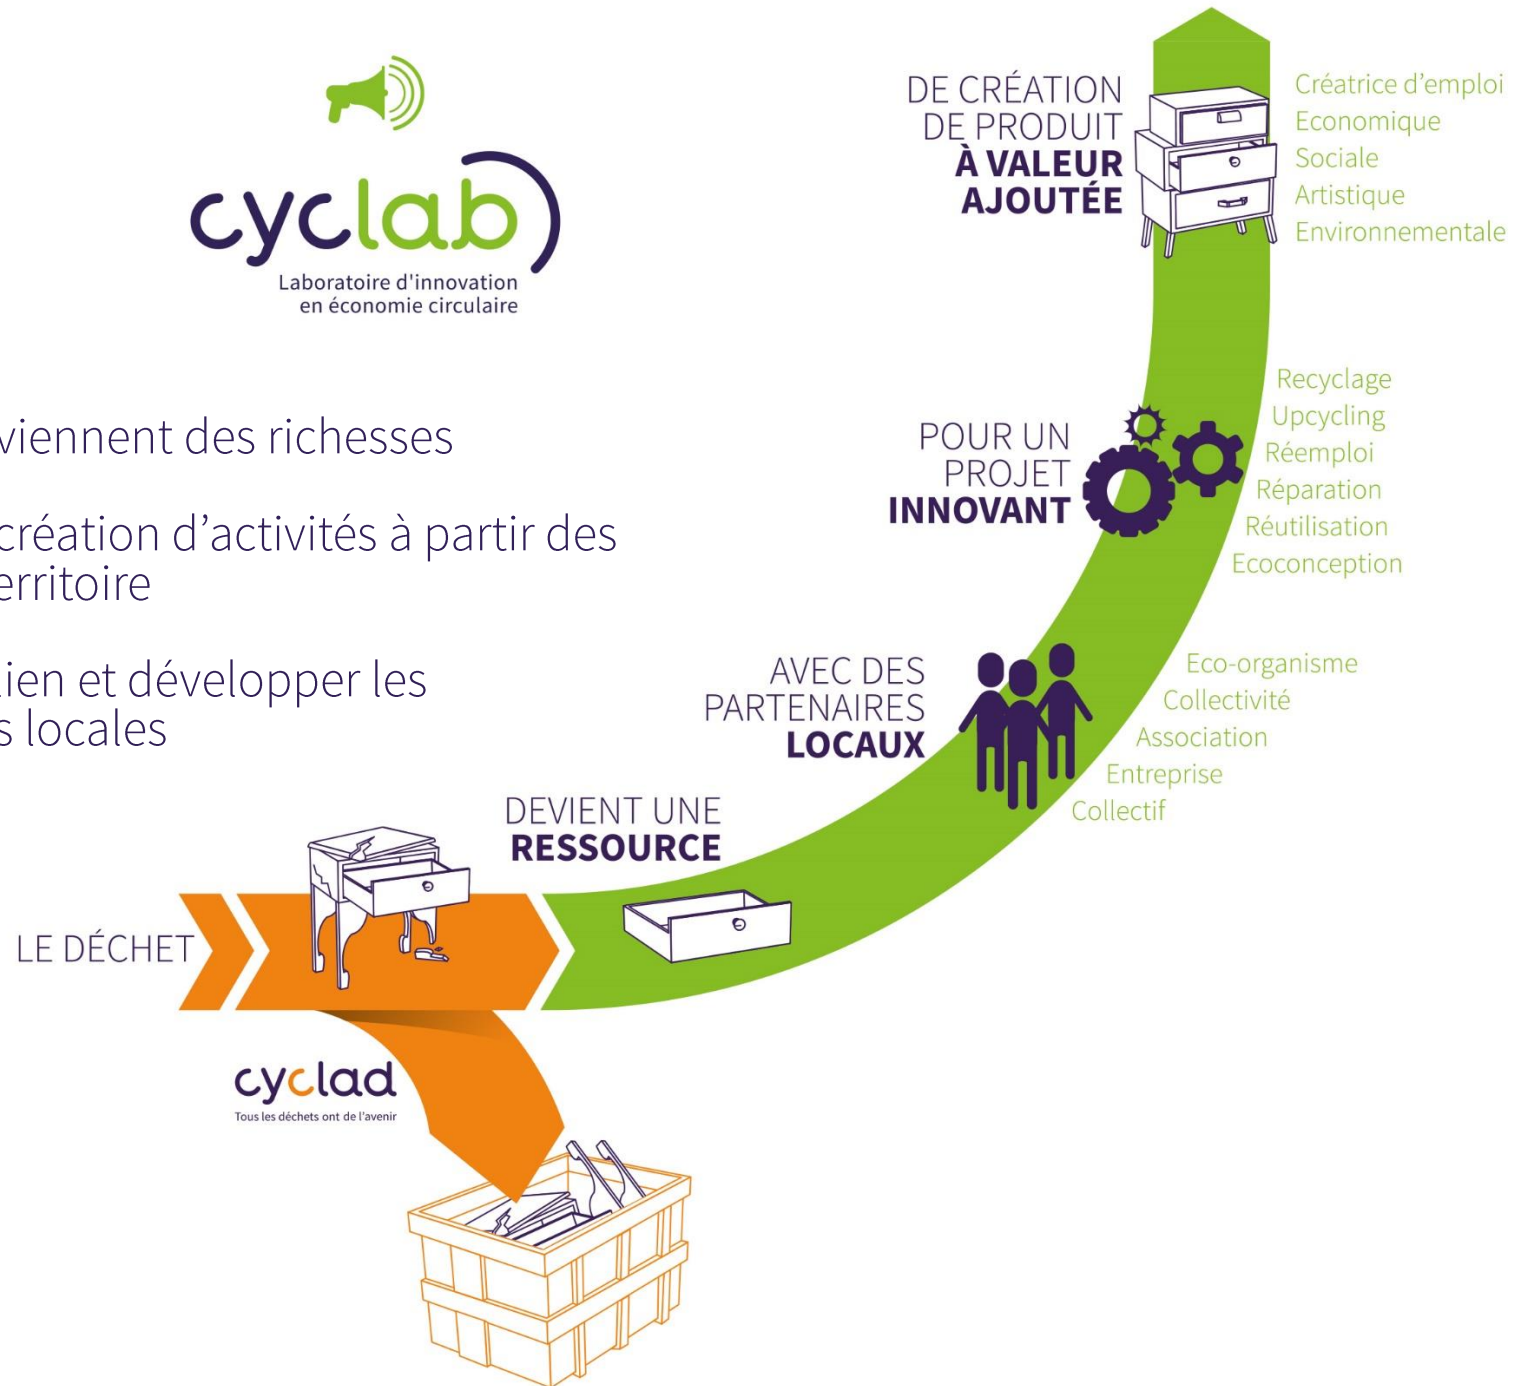 cyclab
Laboratoire d'innovation
en économie circulaire
viennent des richesses
création d’activités à partir des
erritoire
lien et développer les
s locales
DE CRÉATION
DE PRODUIT
À VALEUR
AJOUTÉE
Créatrice d’emploi
Economique
Sociale
Artistique
Environnementale
POUR UN
PROJET
INNOVANT
Recyclage
Upcycling
Réemploi
Réparation
Réutilisation
Ecoconception
AVEC DES
PARTENAIRES
LOCAUX
Eco-organisme
Collectivité
Association
Entreprise
Collectif
DEVIENT UNE
RESSOURCE
LE DÉCHET
cyclad
Tous les déchets ont de l’avenir